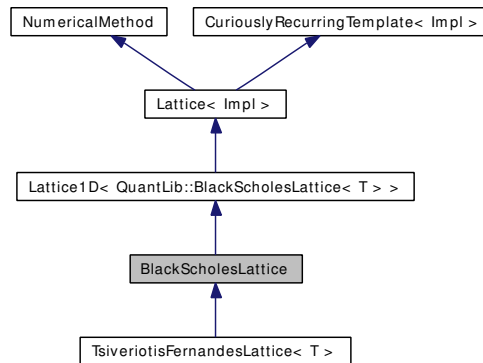 NumericalMethod
CuriouslyRecurringTemplate< Impl >
Lattice< Impl >
Lattice1D< QuantLib::BlackScholesLattice< T > >
BlackScholesLattice
TsiveriotisFernandesLattice< T >